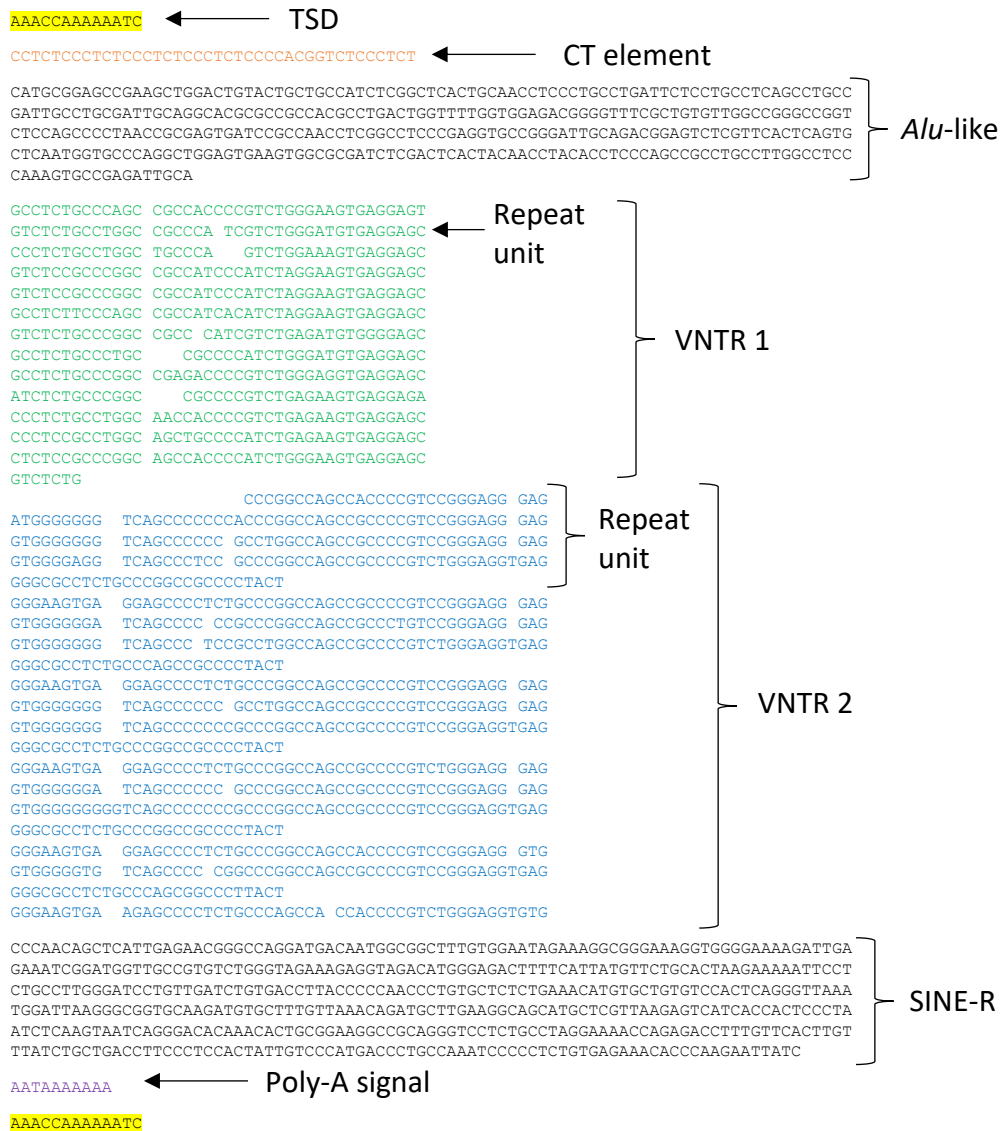 AAACCAAAAAATC
TSD
CCTCTCCCTCTCCCTCTCCCTCTCCCCACGGTCTCCCTCT
CT element
CATGCGGAGCCGAAGCTGGACTGTACTGCTGCCATCTCGGCTCACTGCAACCTCCCTGCCTGATTCTCCTGCCTCAGCCTGCC
GATTGCCTGCGATTGCAGGCACGCGCCGCCACGCCTGACTGGTTTTGGTGGAGACGGGGTTTCGCTGTGTTGGCCGGGCCGGT
CTCCAGCCCCTAACCGCGAGTGATCCGCCAACCTCGGCCTCCCGAGGTGCCGGGATTGCAGACGGAGTCTCGTTCACTCAGTG
CTCAATGGTGCCCAGGCTGGAGTGAAGTGGCGCGATCTCGACTCACTACAACCTACACCTCCCAGCCGCCTGCCTTGGCCTCC
CAAAGTGCCGAGATTGCA
Alu-like
GCCTCTGCCCAGC CGCCACCCCGTCTGGGAAGTGAGGAGT
GTCTCTGCCTGGC CGCCCA TCGTCTGGGATGTGAGGAGC
CCCTCTGCCTGGC TGCCCA GTCTGGAAAGTGAGGAGC
GTCTCCGCCCGGC CGCCATCCCATCTAGGAAGTGAGGAGC
GTCTCCGCCCGGC CGCCATCCCATCTAGGAAGTGAGGAGC
GCCTCTTCCCAGC CGCCATCACATCTAGGAAGTGAGGAGC
GTCTCTGCCCGGC CGCC CATCGTCTGAGATGTGGGGAGC
GCCTCTGCCCTGC CGCCCCATCTGGGATGTGAGGAGC
GCCTCTGCCCGGC CGAGACCCCGTCTGGGAGGTGAGGAGC
ATCTCTGCCCGGC CGCCCCGTCTGAGAAGTGAGGAGA
CCCTCTGCCTGGC AACCACCCCGTCTGAGAAGTGAGGAGC
CCCTCCGCCTGGC AGCTGCCCCATCTGAGAAGTGAGGAGC
CTCTCCGCCCGGC AGCCACCCCATCTGGGAAGTGAGGAGC
GTCTCTG
Repeat
unit
VNTR 1
CCCGGCCAGCCACCCCGTCCGGGAGG GAG
ATGGGGGGG TCAGCCCCCCCACCCGGCCAGCCGCCCCGTCCGGGAGG GAG
GTGGGGGGG TCAGCCCCCC GCCTGGCCAGCCGCCCCGTCCGGGAGG GAG
GTGGGGAGG TCAGCCCTCC GCCCGGCCAGCCGCCCCGTCTGGGAGGTGAG
GGGCGCCTCTGCCCGGCCGCCCCTACT
Repeat
unit
GGGAAGTGA GGAGCCCCTCTGCCCGGCCAGCCGCCCCGTCCGGGAGG GAG
GTGGGGGGA TCAGCCCC CCGCCCGGCCAGCCGCCCTGTCCGGGAGG GAG
GTGGGGGGG TCAGCCC TCCGCCTGGCCAGCCGCCCCGTCTGGGAGGTGAG
GGGCGCCTCTGCCCAGCCGCCCCTACT
GGGAAGTGA GGAGCCCCTCTGCCCGGCCAGCCGCCCCGTCCGGGAGG GAG
GTGGGGGGG TCAGCCCCCC GCCTGGCCAGCCGCCCCGTCCGGGAGG GAG
GTGGGGGGG TCAGCCCCCCCGCCCGGCCAGCCGCCCCGTCCGGGAGGTGAG
GGGCGCCTCTGCCCGGCCGCCCCTACT
GGGAAGTGA GGAGCCCCTCTGCCCGGCCAGCCGCCCCGTCTGGGAGG GAG
GTGGGGGGA TCAGCCCCCC GCCCGGCCAGCCGCCCCGTCCGGGAGG GAG
GTGGGGGGGGGTCAGCCCCCCCGCCCGGCCAGCCGCCCCGTCCGGGAGGTGAG
GGGCGCCTCTGCCCGGCCGCCCCTACT
GGGAAGTGA GGAGCCCCTCTGCCCGGCCAGCCACCCCGTCCGGGAGG GTG
GTGGGGGTG TCAGCCCC CGGCCCGGCCAGCCGCCCCGTCCGGGAGGTGAG
GGGCGCCTCTGCCCAGCGGCCCTTACT
GGGAAGTGA AGAGCCCCTCTGCCCAGCCA CCACCCCGTCTGGGAGGTGTG
VNTR 2
CCCAACAGCTCATTGAGAACGGGCCAGGATGACAATGGCGGCTTTGTGGAATAGAAAGGCGGGAAAGGTGGGGAAAAGATTGA
GAAATCGGATGGTTGCCGTGTCTGGGTAGAAAGAGGTAGACATGGGAGACTTTTCATTATGTTCTGCACTAAGAAAAATTCCT
CTGCCTTGGGATCCTGTTGATCTGTGACCTTACCCCCAACCCTGTGCTCTCTGAAACATGTGCTGTGTCCACTCAGGGTTAAA
TGGATTAAGGGCGGTGCAAGATGTGCTTTGTTAAACAGATGCTTGAAGGCAGCATGCTCGTTAAGAGTCATCACCACTCCCTA
ATCTCAAGTAATCAGGGACACAAACACTGCGGAAGGCCGCAGGGTCCTCTGCCTAGGAAAACCAGAGACCTTTGTTCACTTGT
TTATCTGCTGACCTTCCCTCCACTATTGTCCCATGACCCTGCCAAATCCCCCTCTGTGAGAAACACCCAAGAATTATC
SINE-R
AATAAAAAAA
Poly-A signal
AAACCAAAAAATC